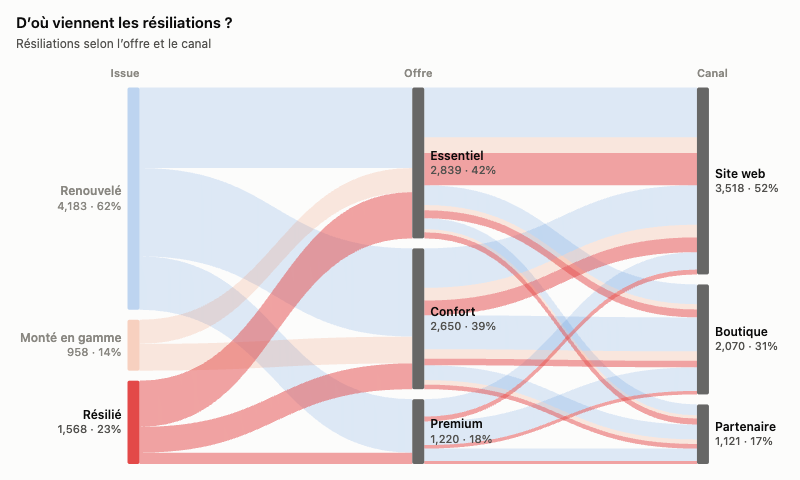 D’où viennent les résiliations ?
Résiliations selon l’offre et le canal
Issue
Offre
Canal
Renouvelé
4,183 · 62%
Monté en gamme
958 · 14%
Résilié
1,568 · 23%
Essentiel
2,839 · 42%
Confort
2,650 · 39%
Premium
1,220 · 18%
Site web
3,518 · 52%
Boutique
2,070 · 31%
Partenaire
1,121 · 17%